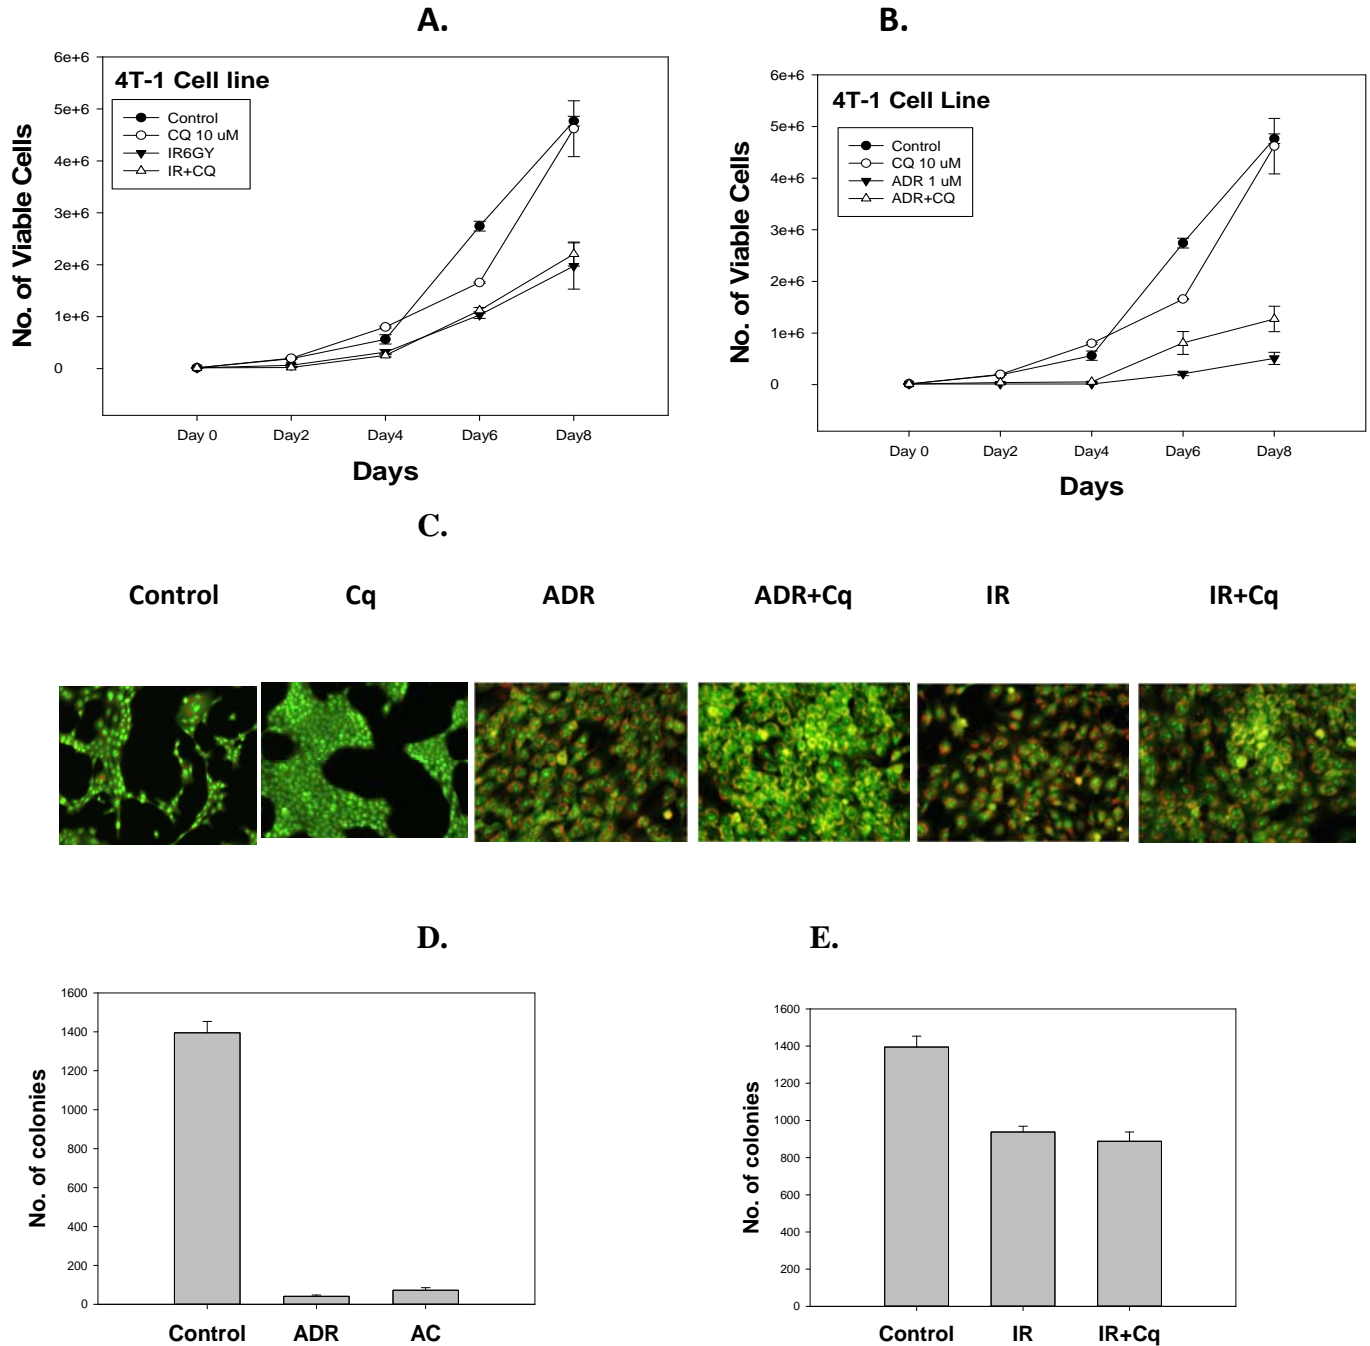 A.
6e+6
5e+6
4e+6
3e+6
2e+6
1e+6
0
No. of Viable Cells
4T-1 Cell line
Control
CQ 10 uM
IR6GY
IR+CQ
Day 0 Day2 Day4 Day6 Day8
Days
B.
6e+6
5e+6
4e+6
3e+6
2e+6
1e+6
0
No. of Viable Cells
4T-1 Cell Line
Control
CQ 10 uM
ADR 1 uM
ADR+CQ
Day 0 Day2 Day4 Day6 Day8
Days
C.
Control Cq ADR ADR+Cq IR IR+Cq
D.
1600
1400
1200
1000
800
600
400
200
0
No. of colonies
Control ADR AC
E.
1600
1400
1200
1000
800
600
400
200
0
No. of colonies
Control IR IR+Cq